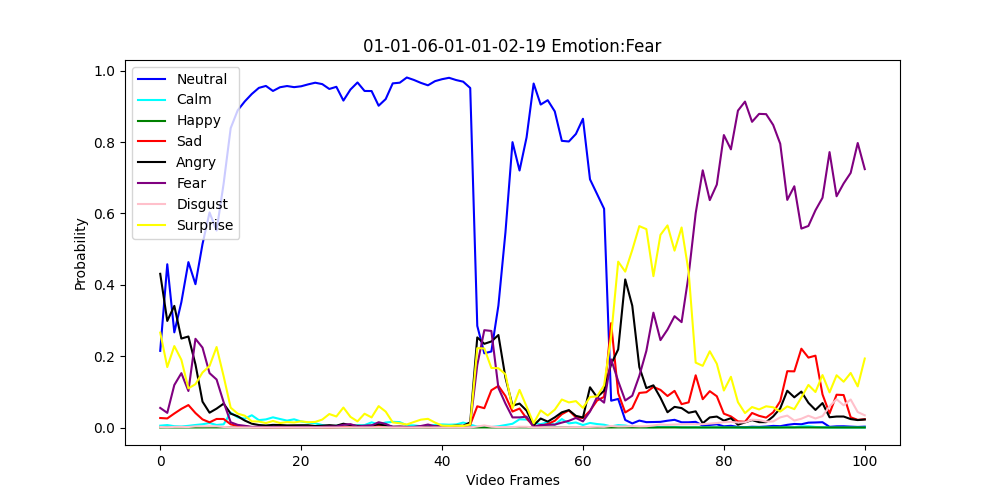 01-01-06-01-01-02-19 Emotion:Fear
Probability
1.0
0.8
0.6
0.4
0.2
0.0
Neutral
Calm
Happy
Sad
Angry
Fear
Disgust
Surprise
0 20 40 60 80 100
Video Frames